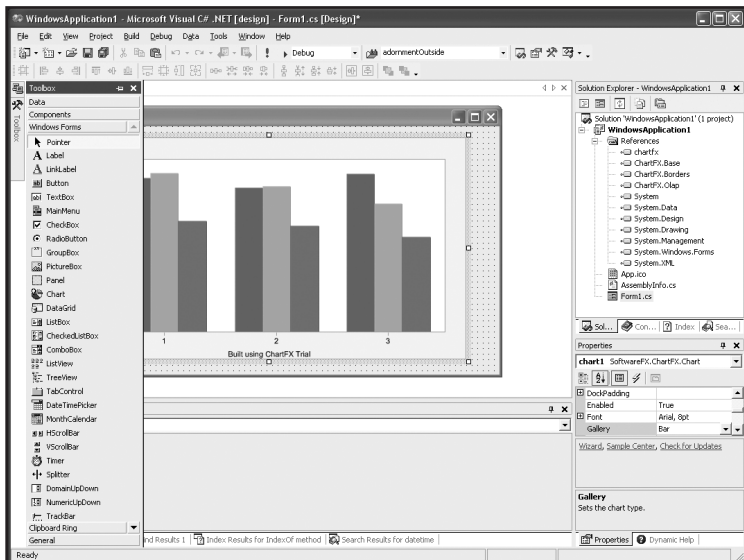 WindowsApplication1 - Microsoft Visual C# .NET [design] - Form1.cs [Design]*
File Edit View Project Build Debug Data Tools Window Help
Debug
adornmentOutside
Toolbox
Toolbox
Data
Components
Windows Forms
Pointer
Label
LinkLabel
Button
TextBox
MainMenu
CheckBox
RadioButton
GroupBox
PictureBox
Panel
Chart
DataGrid
ListBox
CheckedListBox
ComboBox
ListView
TreeView
TabControl
DateTimePicker
MonthCalendar
HScrollBar
VScrollBar
Timer
Splitter
DomainUpDown
NumericUpDown
TrackBar
Clipboard Ring
General
1 2 3
Built using ChartFX Trial
ind Results 1 Index Results for IndexOf method Search Results for datetime
Solution Explorer - WindowsApplication1
Solution 'WindowsApplication1' (1 project)
WindowsApplication1
References
chartfx
ChartFX.Base
ChartFX.Borders
ChartFX.Olap
System
System.Data
System.Design
System.Drawing
System.Management
System.Windows.Forms
System.XML
App.ico
AssemblyInfo.cs
Form1.cs
Sol... Con... Index Sea...
Properties
chart1 SoftwareFX.ChartFX.Chart
DockPadding
Enabled True
Font Arial, 8pt
Gallery Bar
Wizard, Sample Center, Check for Updates
Gallery
Sets the chart type.
Properties Dynamic Help
Ready